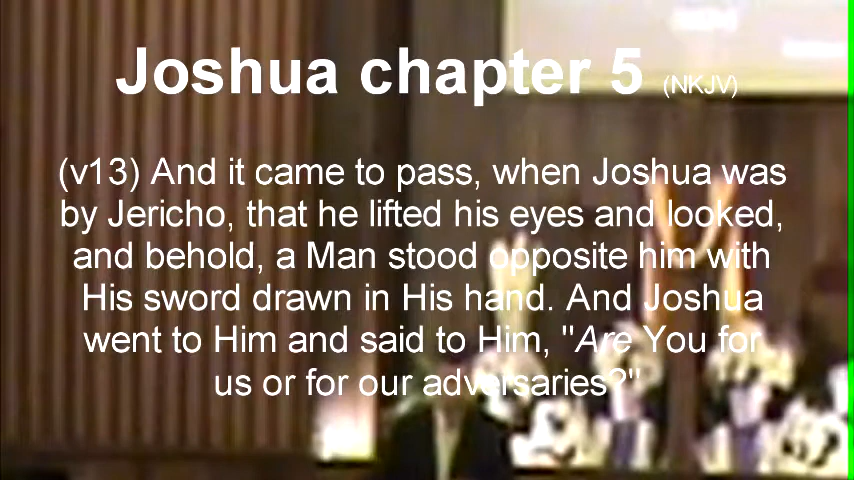 Joshua chapter 5 (NKJV)
(v13) And it came to pass, when Joshua was
by Jericho, that he lifted his eyes and looked,
and behold, a Man stood opposite him with
His sword drawn in His hand. And Joshua
went to Him and said to Him, "Are You for
us or for our adversaries?"